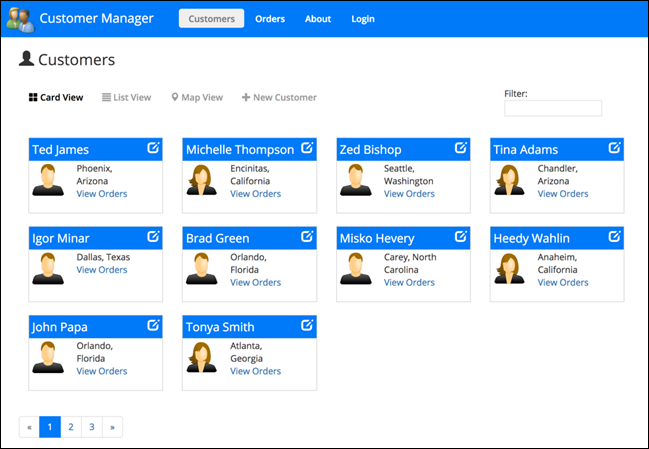 Customer Manager
Customers Orders About Login
Customers
Card View List View Map View New Customer
Filter:
Ted James
Phoenix,
Arizona
View Orders
Michelle Thompson
Encinitas,
California
View Orders
Zed Bishop
Seattle,
Washington
View Orders
Tina Adams
Chandler,
Arizona
View Orders
Igor Minar
Dallas, Texas
View Orders
Brad Green
Orlando,
Florida
View Orders
Misko Hevery
Carey, North
Carolina
View Orders
Heedy Wahlin
Anaheim,
California
View Orders
John Papa
Orlando,
Florida
View Orders
Tonya Smith
Atlanta,
Georgia
View Orders
« 1 2 3 »